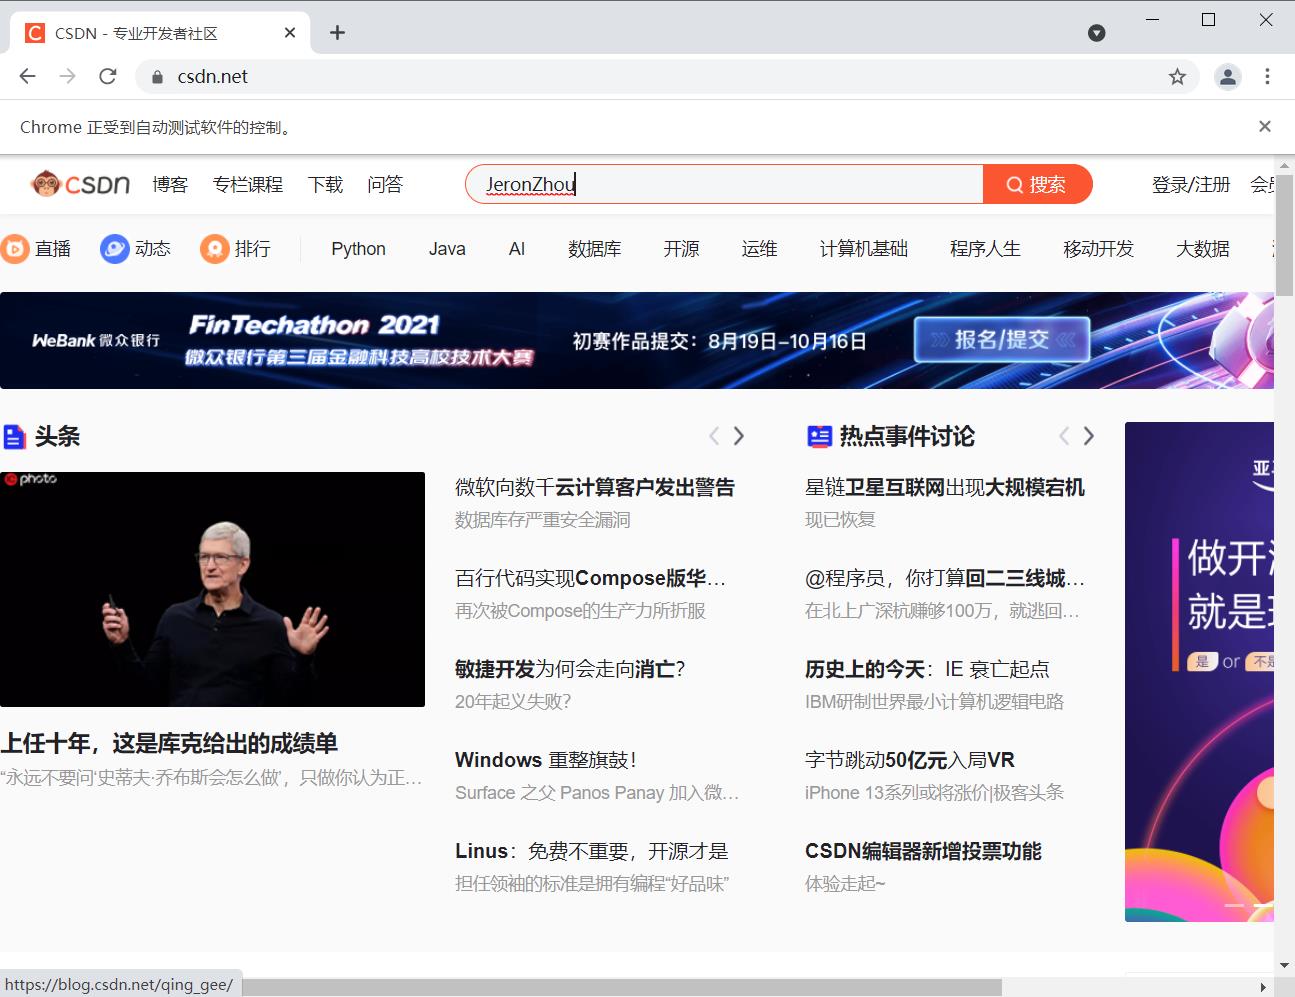 CSDN - 专业开发者社区
csdn.net
Chrome 正受到自动测试软件的控制。
CSDN 博客 专栏课程 下载 问答 JeronZhou 搜索 登录/注册 会员
直播 动态 排行 Python Java AI 数据库 开源 运维 计算机基础 程序人生 移动开发 大数据
WeBank 微众银行 FinTechathon 2021 微众银行第三届金融科技高校技术大赛 初赛作品提交：8月19日-10月16日 报名/提交
头条
photo
上任十年，这是库克给出的成绩单
“永远不要问‘史蒂夫·乔布斯会怎么做’，只做你认为正…
微软向数千云计算客户发出警告
数据库存严重安全漏洞
百行代码实现Compose版华…
再次被Compose的生产力所折服
敏捷开发为何会走向消亡？
20年起义失败？
Windows 重整旗鼓！
Surface 之父 Panos Panay 加入微…
Linus：免费不重要，开源才是
担任领袖的标准是拥有编程“好品味”
热点事件讨论
星链卫星互联网出现大规模宕机
现已恢复
@程序员，你打算回二三线城…
在北上广深杭赚够100万，就逃回…
历史上的今天：IE 衰亡起点
IBM研制世界最小计算机逻辑电路
字节跳动50亿元入局VR
iPhone 13系列或将涨价|极客头条
CSDN编辑器新增投票功能
体验走起~
做开
就是
是 or 不是
https://blog.csdn.net/qing_gee/